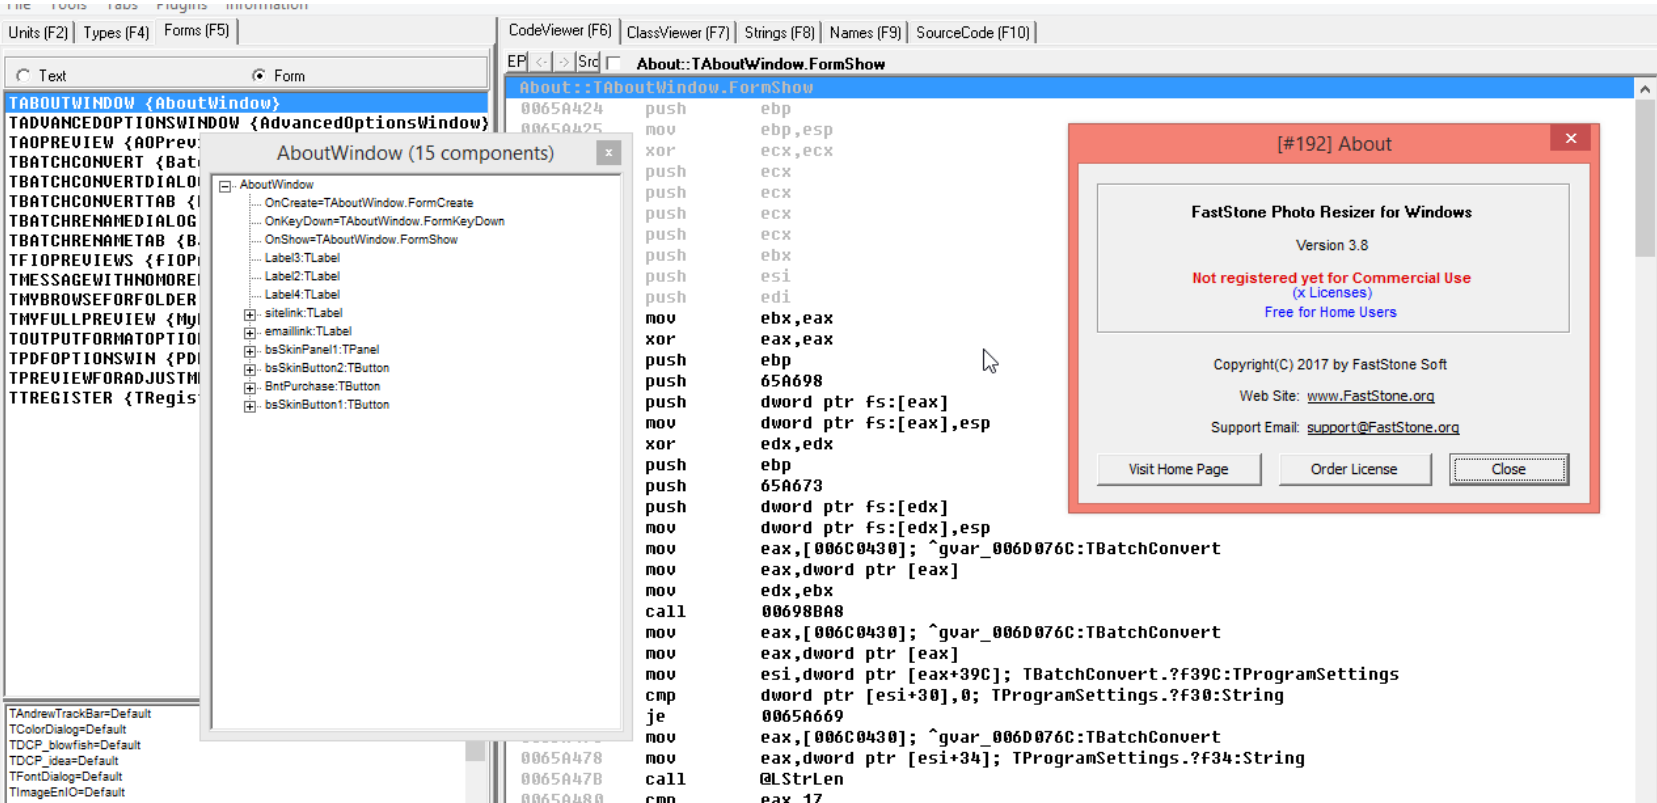 File Tools Tabs Plugins Information
Units (F2) Types (F4) Forms (F5)
CodeViewer (F6) ClassViewer (F7) Strings (F8) Names (F9) SourceCode (F10)
Text Form
EP <- -> Src About::TAboutWindow.FormShow
TABOUTWINDOW {AboutWindow}
TADVANCEDOPTIONSWINDOW {AdvancedOptionsWindow}
TAOPREVIEW {AOPrev
TBATCHCONVERT {Bat
TBATCHCONVERTDIALO
TBATCHCONVERTTAB {
TBATCHRENAMEDIALOG
TBATCHRENAMETAB {B
TFIOPREVIEWS {fIOP
TMESSAGEWITHNOMORE
TMYBROWSEFORFOLDER
TMYFULLPREVIEW {My
TOUTPUTFORMATOPTIO
TPDFOPTIONSWIN {PD
TPREVIEWFORADJUSTM
TTREGISTER {TRegis
TAndrewTrackBar=Default
TColorDialog=Default
TDCP_blowfish=Default
TDCP_idea=Default
TFontDialog=Default
TImageEnIO=Default
AboutWindow (15 components)
x
AboutWindow
OnCreate=TAboutWindow.FormCreate
OnKeyDown=TAboutWindow.FormKeyDown
OnShow=TAboutWindow.FormShow
Label3:TLabel
Label2:TLabel
Label4:TLabel
sitelink:TLabel
emaillink:TLabel
bsSkinPanel1:TPanel
bsSkinButton2:TButton
BntPurchase:TButton
bsSkinButton1:TButton
About::TAboutWindow.FormShow
0065A424 push ebp
0065A425 mov ebp,esp
xor ecx,ecx
push ecx
push ecx
push ecx
push ecx
push ebx
push esi
push edi
mov ebx,eax
xor eax,eax
push ebp
push 65A698
push dword ptr fs:[eax]
mov dword ptr fs:[eax],esp
xor edx,edx
push ebp
push 65A673
push dword ptr fs:[edx]
mov dword ptr fs:[edx],esp
mov eax,[006C0430]; ^gvar_006D076C:TBatchConvert
mov eax,dword ptr [eax]
mov edx,ebx
call 00698BA8
mov eax,[006C0430]; ^gvar_006D076C:TBatchConvert
mov eax,dword ptr [eax]
mov esi,dword ptr [eax+39C]; TBatchConvert.?f39C:TProgramSettings
cmp dword ptr [esi+30],0; TProgramSettings.?f30:String
je 0065A669
mov eax,[006C0430]; ^gvar_006D076C:TBatchConvert
0065A478 mov eax,dword ptr [esi+34]; TProgramSettings.?f34:String
0065A47B call @LStrLen
0065A480 cmp eax,17
[#192] About
x
FastStone Photo Resizer for Windows
Version 3.8
Not registered yet for Commercial Use
(x Licenses)
Free for Home Users
Copyright(C) 2017 by FastStone Soft
Web Site: www.FastStone.org
Support Email: support@FastStone.org
Visit Home Page Order License Close